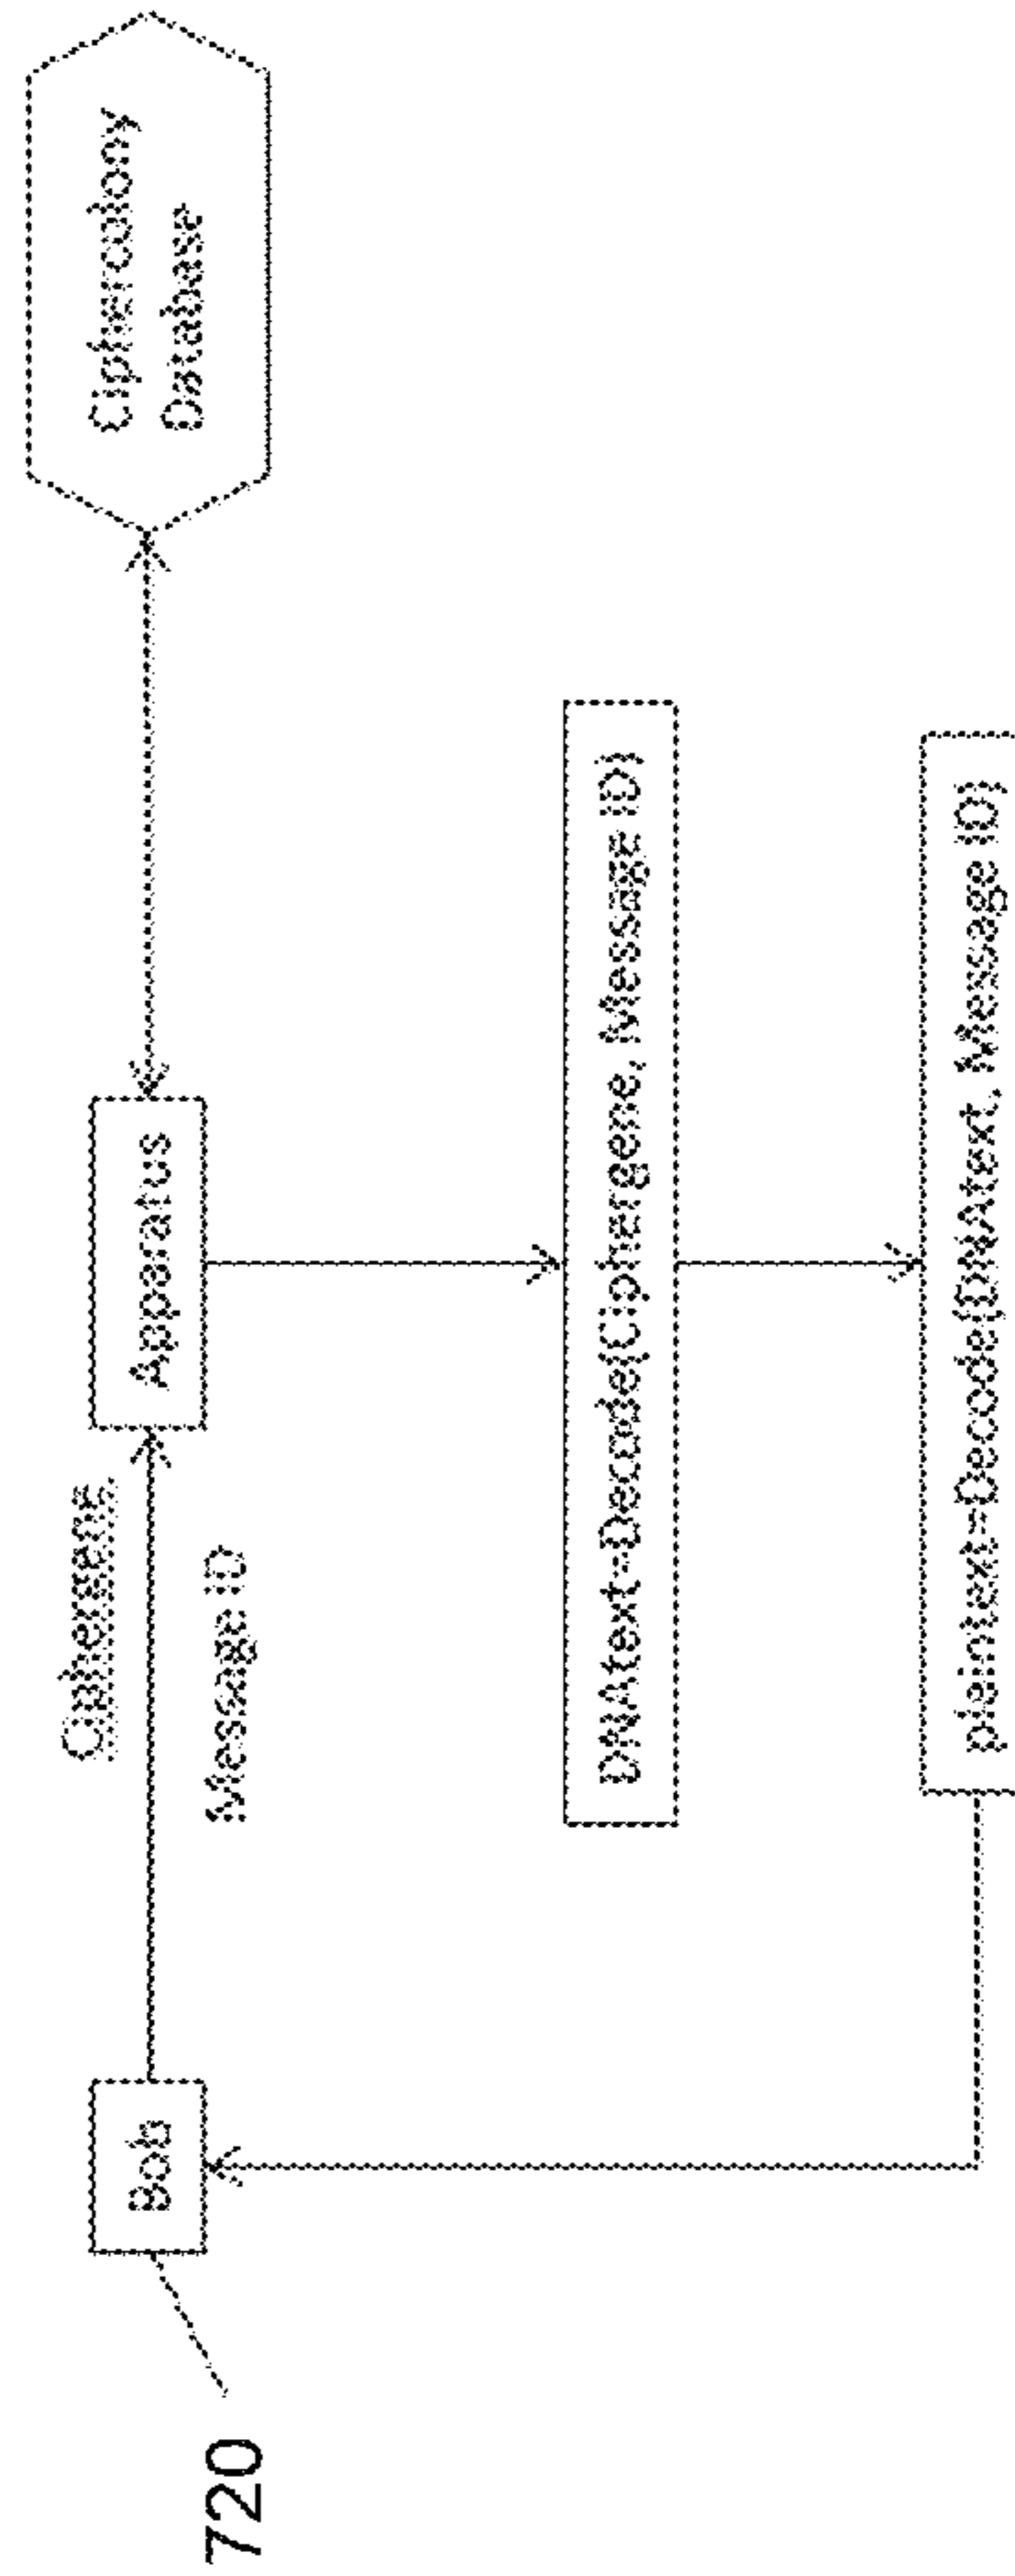 Ciphercolony
Database
Apparatus
Ciphergene,
Message ID
Bob
720
DNAtext=Decode(Ciphergene, Message ID)
plaintext=Decode(DNAtext, Message ID)